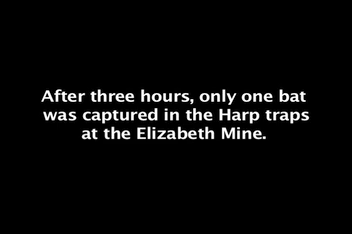 After three hours, only one bat
was captured in the Harp traps
at the Elizabeth Mine.